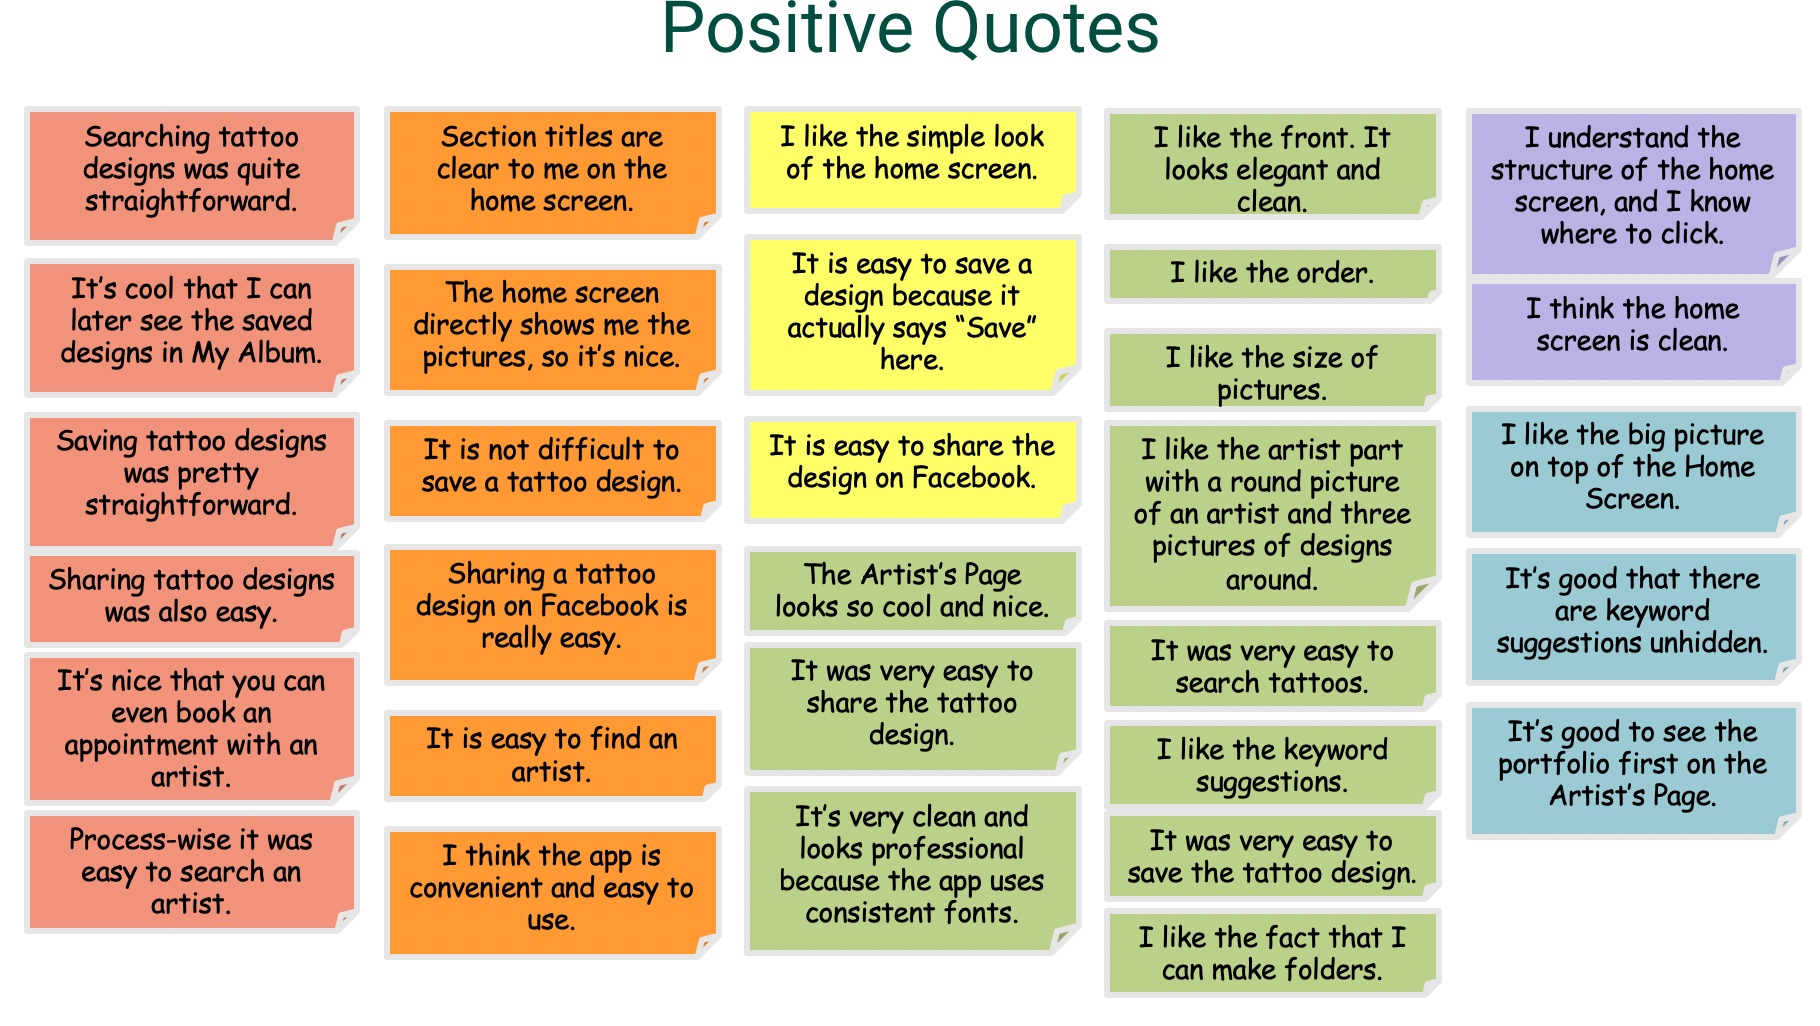 Positive Quotes
Searching tattoo
designs was quite
straightforward.
It's cool that I can
later see the saved
designs in My Album.
Saving tattoo designs
was pretty
straightforward.
Sharing tattoo designs
was also easy.
It's nice that you can
even book an
appointment with an
artist.
Process-wise it was
easy to search an
artist.
Section titles are
clear to me on the
home screen.
The home screen
directly shows me the
pictures, so it's nice.
It is not difficult to
save a tattoo design.
Sharing a tattoo
design on Facebook is
really easy.
It is easy to find an
artist.
I think the app is
convenient and easy to
use.
I like the simple look
of the home screen.
It is easy to save a
design because it
actually says “Save”
here.
It is easy to share the
design on Facebook.
The Artist's Page
looks so cool and nice.
It was very easy to
share the tattoo
design.
It's very clean and
looks professional
because the app uses
consistent fonts.
I like the front. It
looks elegant and
clean.
I like the order.
I like the size of
pictures.
I like the artist part
with a round picture
of an artist and three
pictures of designs
around.
It was very easy to
search tattoos.
I like the keyword
suggestions.
It was very easy to
save the tattoo design.
I like the fact that I
can make folders.
I understand the
structure of the home
screen, and I know
where to click.
I think the home
screen is clean.
I like the big picture
on top of the Home
Screen.
It's good that there
are keyword
suggestions unhidden.
It's good to see the
portfolio first on the
Artist's Page.